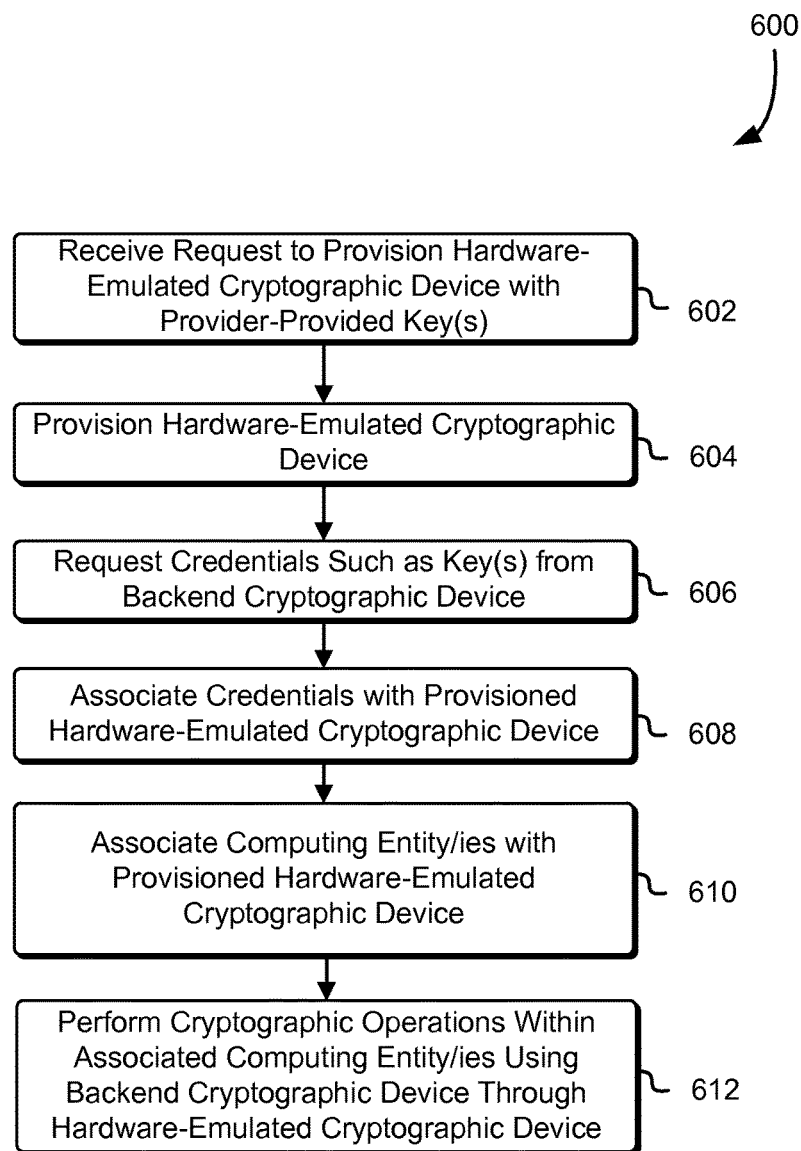 600
Receive Request to Provision Hardware-
Emulated Cryptographic Device with
Provider-Provided Key(s)
602
Provision Hardware-Emulated Cryptographic
Device
604
Request Credentials Such as Key(s) from
Backend Cryptographic Device
606
Associate Credentials with Provisioned
Hardware-Emulated Cryptographic Device
608
Associate Computing Entity/ies with
Provisioned Hardware-Emulated
Cryptographic Device
610
Perform Cryptographic Operations Within
Associated Computing Entity/ies Using
Backend Cryptographic Device Through
Hardware-Emulated Cryptographic Device
612